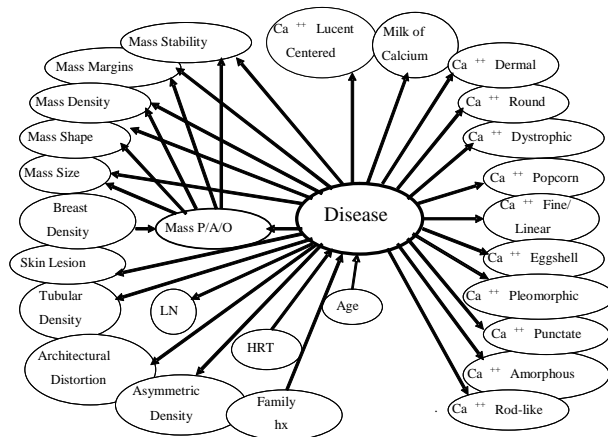 Mass Stability
Ca ++ Lucent
Centered
Milk of
Calcium
Mass Margins
Ca ++ Dermal
Mass Density
Ca ++ Round
Mass Shape
Ca ++ Dystrophic
Mass Size
Ca ++ Popcorn
Breast
Density
Mass P/A/O
Disease
Ca ++ Fine/
Linear
Skin Lesion
Ca ++ Eggshell
Tubular
Density
LN
Age
Ca ++ Pleomorphic
Ca ++ Punctate
Architectural
Distortion
HRT
Ca ++ Amorphous
Asymmetric
Density
Family
hx
Ca ++ Rod-like